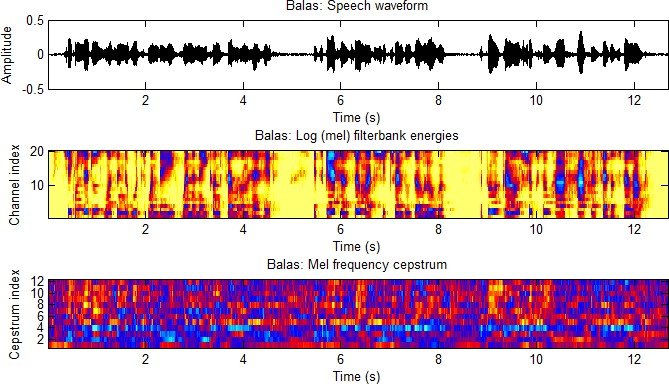 Balas: Speech waveform
Amplitude
0.5
0
-0.5
2 4 6 8 10 12
Time (s)
Balas: Log (mel) filterbank energies
Channel index
20
10
2 4 6 8 10 12
Time (s)
Balas: Mel frequency cepstrum
Cepstrum index
12
10
8
6
4
2
2 4 6 8 10 12
Time (s)